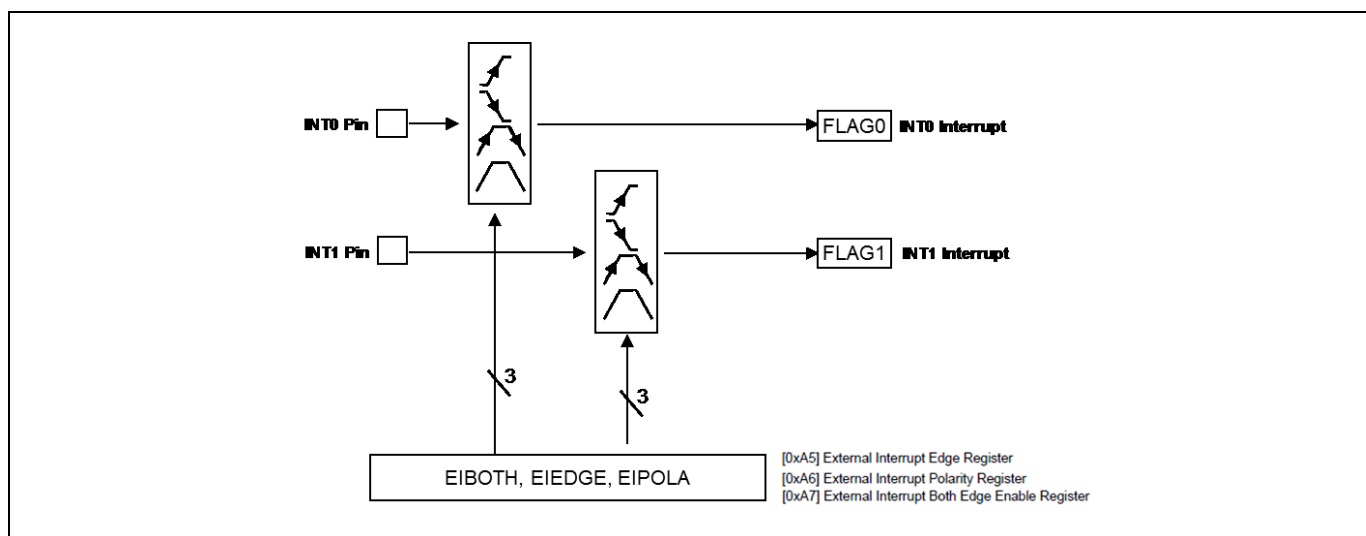 INT0 Pin
FLAG0
INT0 Interrupt
INT1 Pin
FLAG1
INT1 Interrupt
3
3
EIBOTH, EIEDGE, EIPOLA
[0xA5] External Interrupt Edge Register
[0xA6] External Interrupt Polarity Register
[0xA7] External Interrupt Both Edge Enable Register